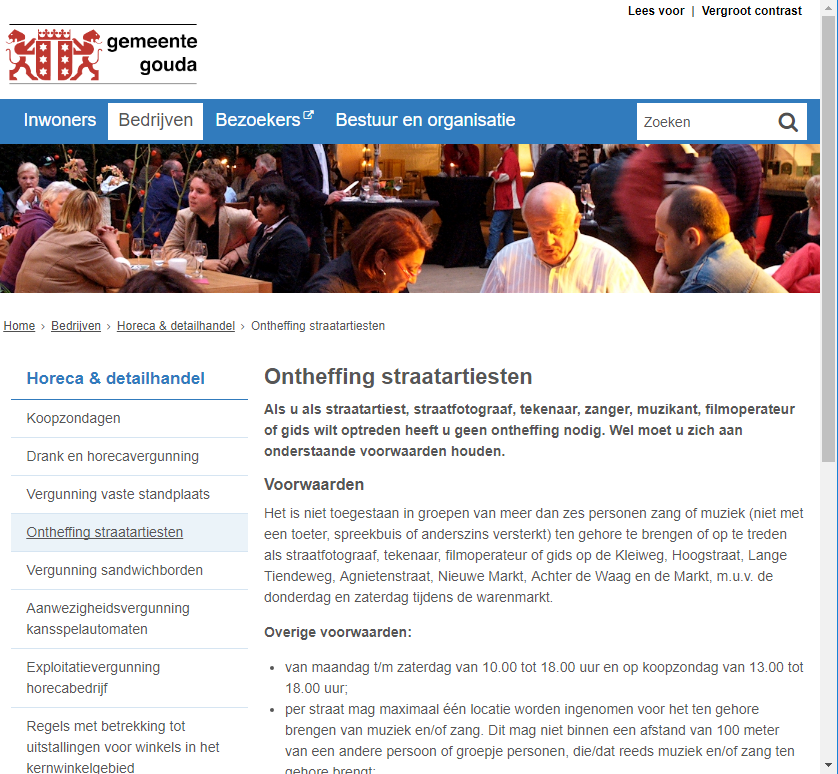 Lees voor | Vergroot contrast
gemeente
gouda
Inwoners Bedrijven Bezoekers Bestuur en organisatie Zoeken
Home › Bedrijven › Horeca & detailhandel › Ontheffing straatartiesten
Horeca & detailhandel
Koopzondagen
Drank en horecavergunning
Vergunning vaste standplaats
Ontheffing straatartiesten
Vergunning sandwichborden
Aanwezigheidsvergunning
kansspelautomaten
Exploitatievergunning
horecabedrijf
Regels met betrekking tot
uitstallingen voor winkels in het
kernwinkelgebied
Ontheffing straatartiesten
Als u als straatartiest, straatfotograaf, tekenaar, zanger, muzikant, filmoperateur
of gids wilt optreden heeft u geen ontheffing nodig. Wel moet u zich aan
onderstaande voorwaarden houden.
Voorwaarden
Het is niet toegestaan in groepen van meer dan zes personen zang of muziek (niet met
een toeter, spreekbuis of anderszins versterkt) ten gehore te brengen of op te treden
als straatfotograaf, tekenaar, filmoperateur of gids op de Kleiweg, Hoogstraat, Lange
Tiendeweg, Agnietenstraat, Nieuwe Markt, Achter de Waag en de Markt, m.u.v. de
donderdag en zaterdag tijdens de warenmarkt.
Overige voorwaarden:
• van maandag t/m zaterdag van 10.00 tot 18.00 uur en op koopzondag van 13.00 tot
18.00 uur;
• per straat mag maximaal één locatie worden ingenomen voor het ten gehore
brengen van muziek en/of zang. Dit mag niet binnen een afstand van 100 meter
van een andere persoon of groepje personen, die/dat reeds muziek en/of zang ten
gehore brengt;